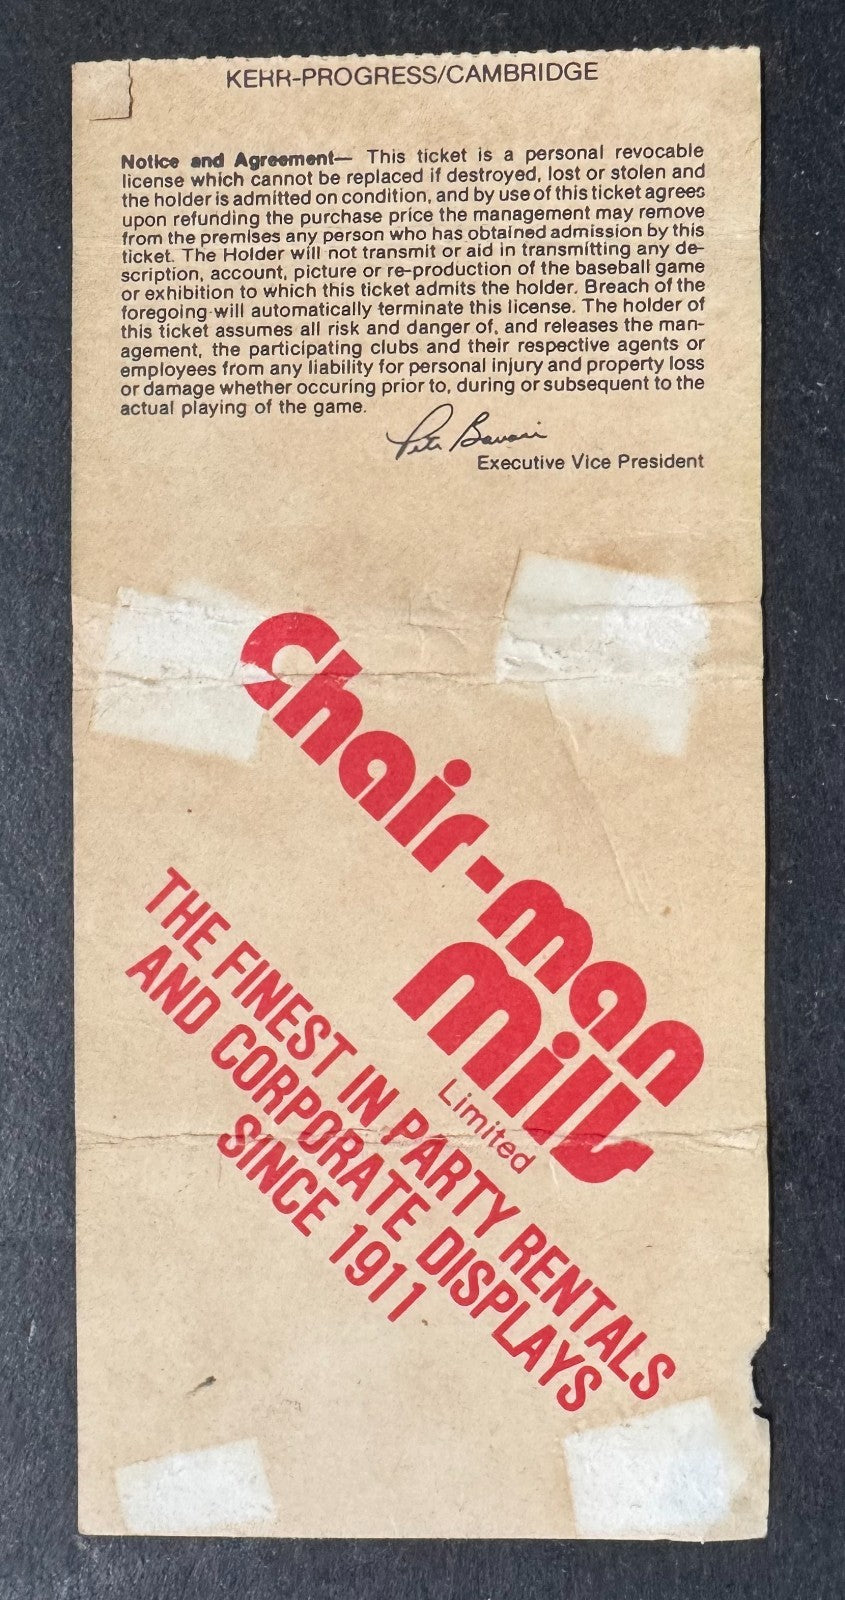 KERR-PROGRESS/CAMBRIDGE
Notice and Agreement— This ticket is a personal revocable
license which cannot be replaced if destroyed, lost or stolen and
the holder is admitted on condition, and by use of this ticket agrees
upon refunding the purchase price the management may remove
from the premises any person who has obtained admission by this
ticket. The Holder will not transmit or aid in transmitting any de-
scription, account, picture or re-production of the baseball game
or exhibition to which this ticket admits the holder. Breach of the
foregoing will automatically terminate this license. The holder of
this ticket assumes all risk and danger of, and releases the man-
agement, the participating clubs and their respective agents or
employees from any liability for personal injury and property loss
or damage whether occuring prior to, during or subsequent to the
actual playing of the game.
Pete Bavasi
Executive Vice President
Chair-man
Mills
Limited
THE FINEST IN PARTY RENTALS
AND CORPORATE DISPLAYS
SINCE 1911